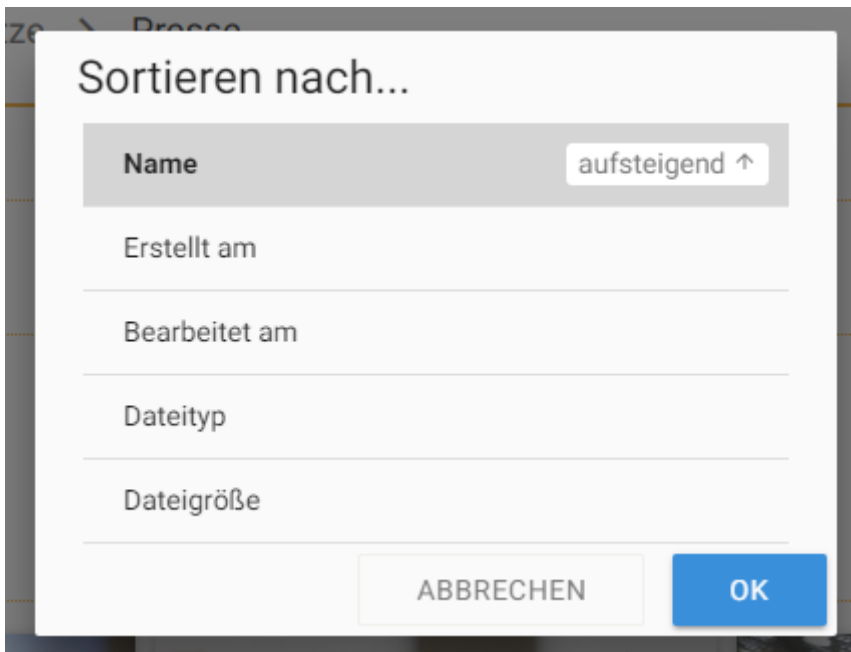 Sortieren nach...
Name aufsteigend ↑
Erstellt am
Bearbeitet am
Dateityp
Dateigröße
ABBRECHEN OK